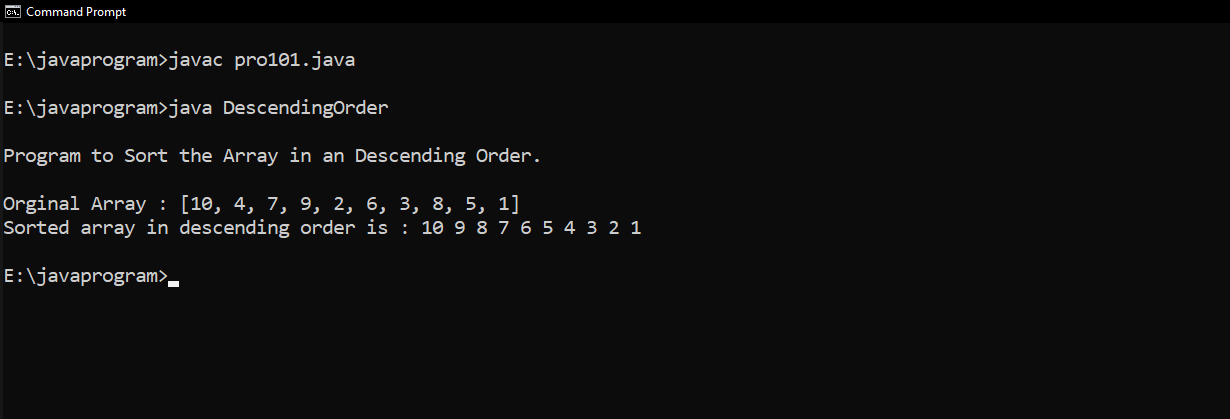 Command Prompt
E:\javaprogram>javac pro101.java
E:\javaprogram>java DescendingOrder
Program to Sort the Array in an Descending Order.
Orginal Array : [10, 4, 7, 9, 2, 6, 3, 8, 5, 1]
Sorted array in descending order is : 10 9 8 7 6 5 4 3 2 1
E:\javaprogram>